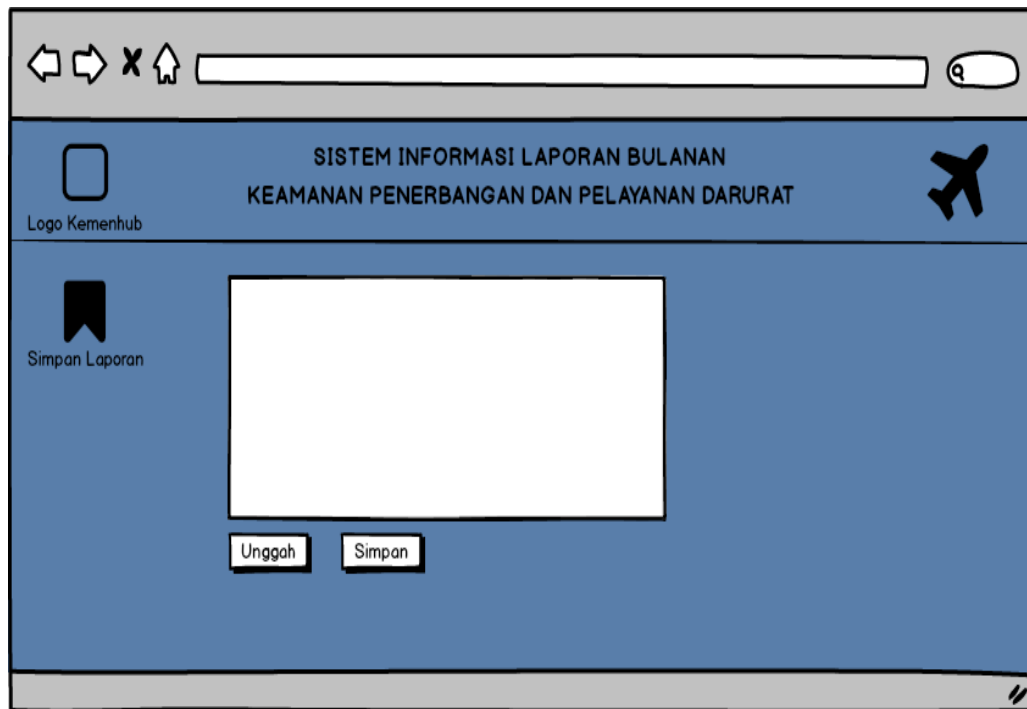 SISTEM INFORMASI LAPORAN BULANAN
KEAMANAN PENERBANGAN DAN PELAYANAN DARURAT
Logo Kemenhub
Simpan Laporan
Unggah
Simpan